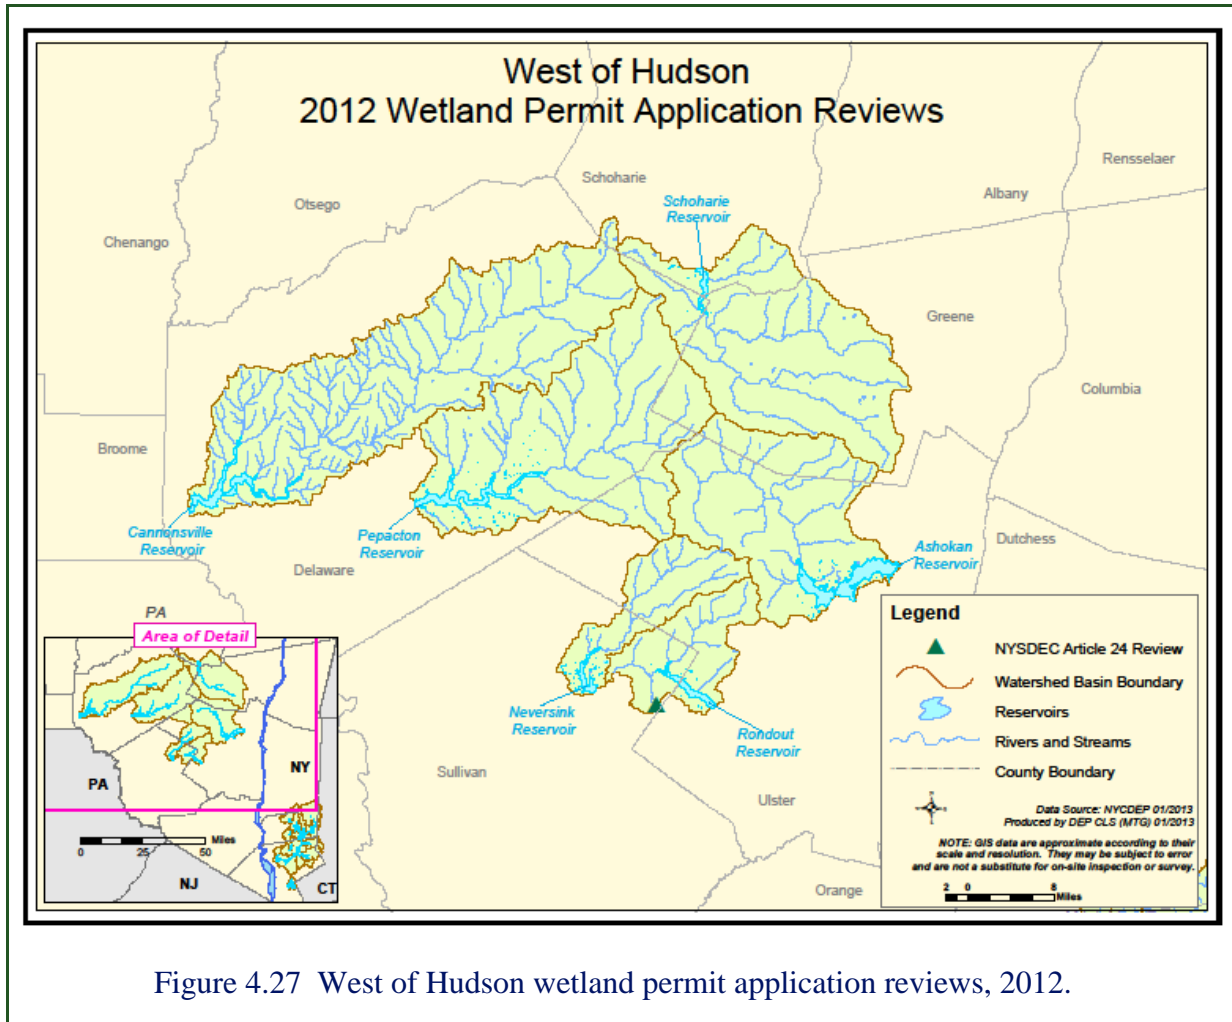 West of Hudson
2012 Wetland Permit Application Reviews
Rensselaer
Schoharie
Albany
Otsego
Schoharie
Reservoir
Chenango
Greene
Columbia
Broome
Cannonsville
Reservoir
Pepacton
Reservoir
Ashokan
Reservoir
Dutchess
Delaware
PA
Area of Detail
PA
NY
Miles
0 25 50
NJ
CT
Neversink
Reservoir
Rondout
Reservoir
Sullivan
Ulster
Orange
Legend
NYSDEC Article 24 Review
Watershed Basin Boundary
Reservoirs
Rivers and Streams
County Boundary
Data Source: NYCDEP 01/2013
Produced by DEP CLS (MTG) 01/2013
NOTE: GIS data are approximate according to their
scale and resolution. They may be subject to error
and are not a substitute for on-site inspection or survey.
2 0 8
Miles
Figure 4.27 West of Hudson wetland permit application reviews, 2012.